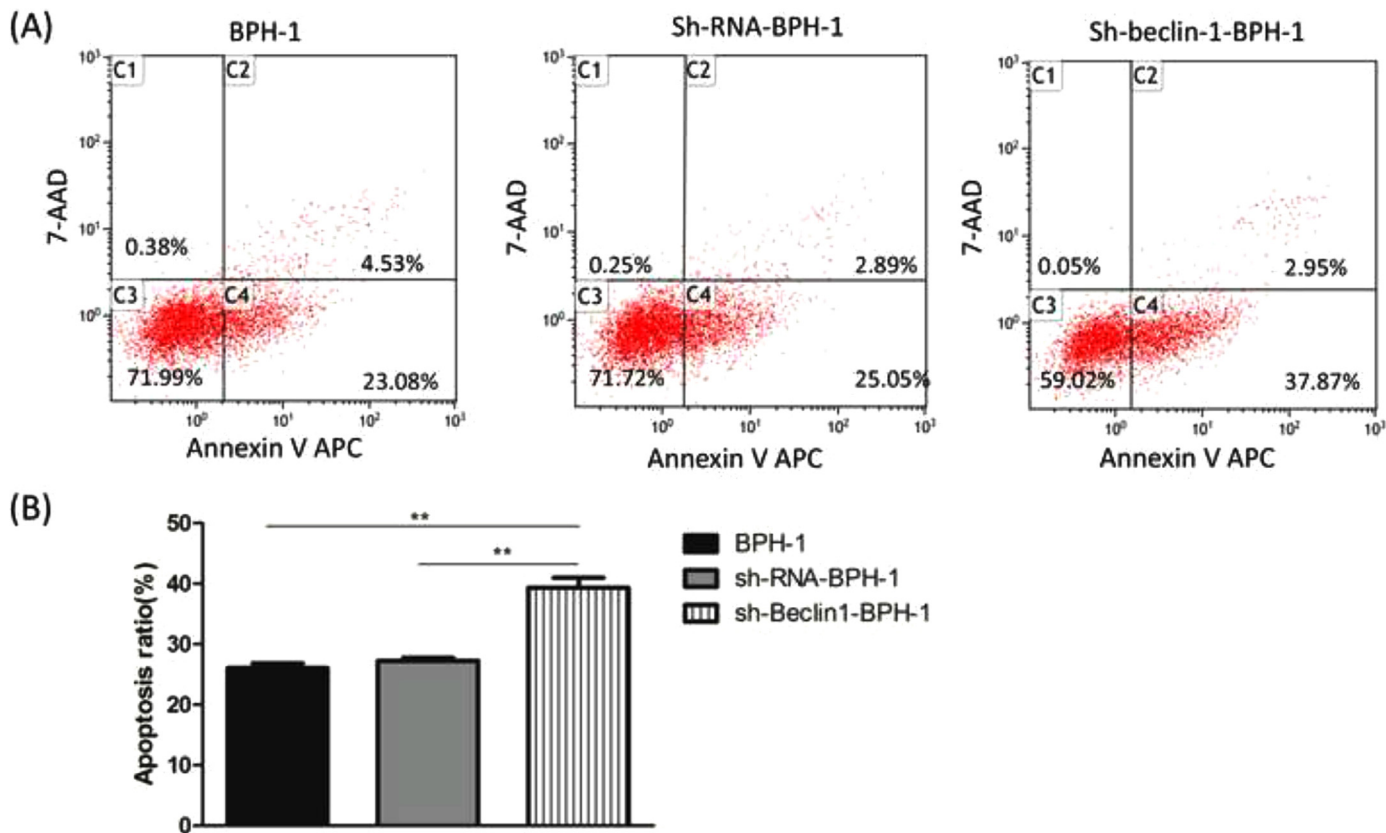 (A)
BPH-1
Sh-RNA-BPH-1
Sh-beclin-1-BPH-1
10³
C1
C2
10²
7-AAD
10¹
0.38%
4.53%
C3
C4
10⁰
71.99%
23.08%
10⁰ 10¹ 10² 10³
Annexin V APC
10³
C1
C2
10²
7-AAD
10¹
0.25%
2.89%
C3
C4
10⁰
71.72%
25.05%
10⁰ 10¹ 10² 10³
Annexin V APC
10³
C1
C2
10²
7-AAD
10¹
0.05%
2.95%
C3
C4
10⁰
59.02%
37.87%
10⁰ 10¹ 10² 10³
Annexin V APC
(B)
Apoptosis ratio(%)
50
40
30
20
10
0
**
**
BPH-1
sh-RNA-BPH-1
sh-Beclin1-BPH-1